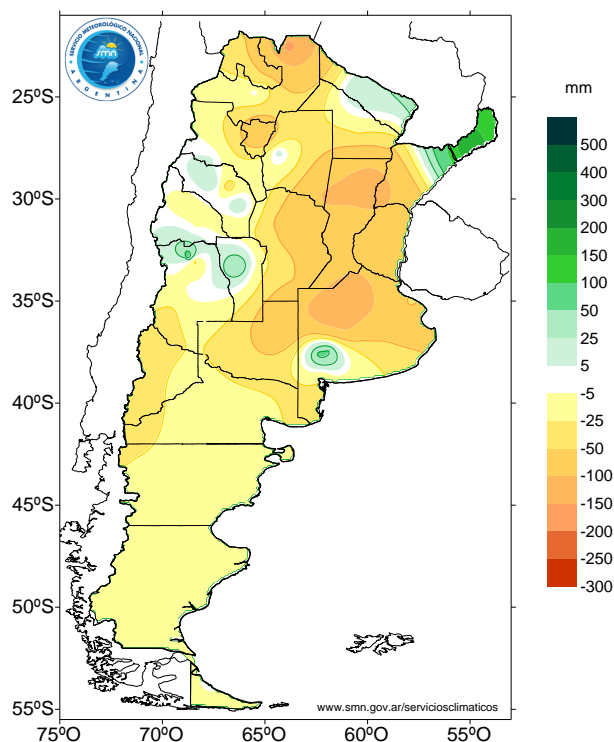 SERVICIO METEOROLÓGICO NACIONAL
smn
ARGENTINA
mm
500
400
300
200
150
100
50
25
5
-5
-25
-50
-100
-150
-200
-250
-300
25ºS
30ºS
35ºS
40ºS
45ºS
50ºS
55ºS
www.smn.gov.ar/serviciosclimaticos
75ºO
70ºO
65ºO
60ºO
55ºO